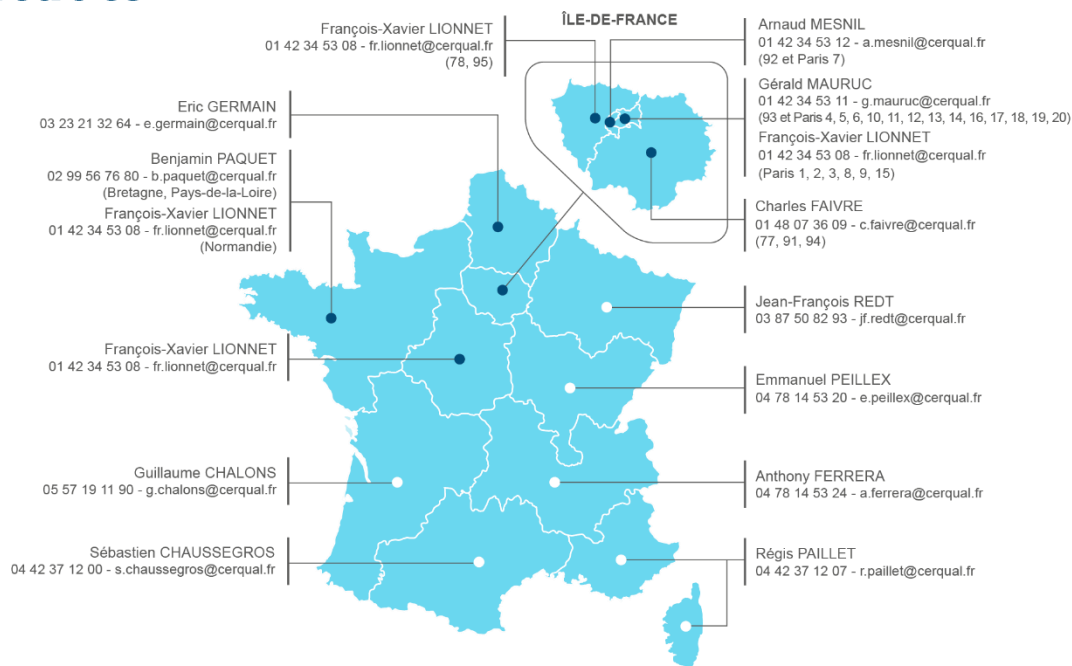 ÎLE-DE-FRANCE
François-Xavier LIONNET
01 42 34 53 08 - fr.lionnet@cerqual.fr
(78, 95)
Eric GERMAIN
03 23 21 32 64 - e.germain@cerqual.fr
Benjamin PAQUET
02 99 56 76 80 - b.paquet@cerqual.fr
(Bretagne, Pays-de-la-Loire)
François-Xavier LIONNET
01 42 34 53 08 - fr.lionnet@cerqual.fr
(Normandie)
François-Xavier LIONNET
01 42 34 53 08 - fr.lionnet@cerqual.fr
Guillaume CHALONS
05 57 19 11 90 - g.chalons@cerqual.fr
Sébastien CHAUSSEGROS
04 42 37 12 00 - s.chaussegros@cerqual.fr
Arnaud MESNIL
01 42 34 53 12 - a.mesnil@cerqual.fr
(92 et Paris 7)
Gérald MAURUC
01 42 34 53 11 - g.mauruc@cerqual.fr
(93 et Paris 4, 5, 6, 10, 11, 12, 13, 14, 16, 17, 18, 19, 20)
François-Xavier LIONNET
01 42 34 53 08 - fr.lionnet@cerqual.fr
(Paris 1, 2, 3, 8, 9, 15)
Charles FAIVRE
01 48 07 36 09 - c.faivre@cerqual.fr
(77, 91, 94)
Jean-François REDT
03 87 50 82 93 - jf.redt@cerqual.fr
Emmanuel PEILLEX
04 78 14 53 20 - e.peillex@cerqual.fr
Anthony FERRERA
04 78 14 53 24 - a.ferrera@cerqual.fr
Régis PAILLET
04 42 37 12 07 - r.paillet@cerqual.fr